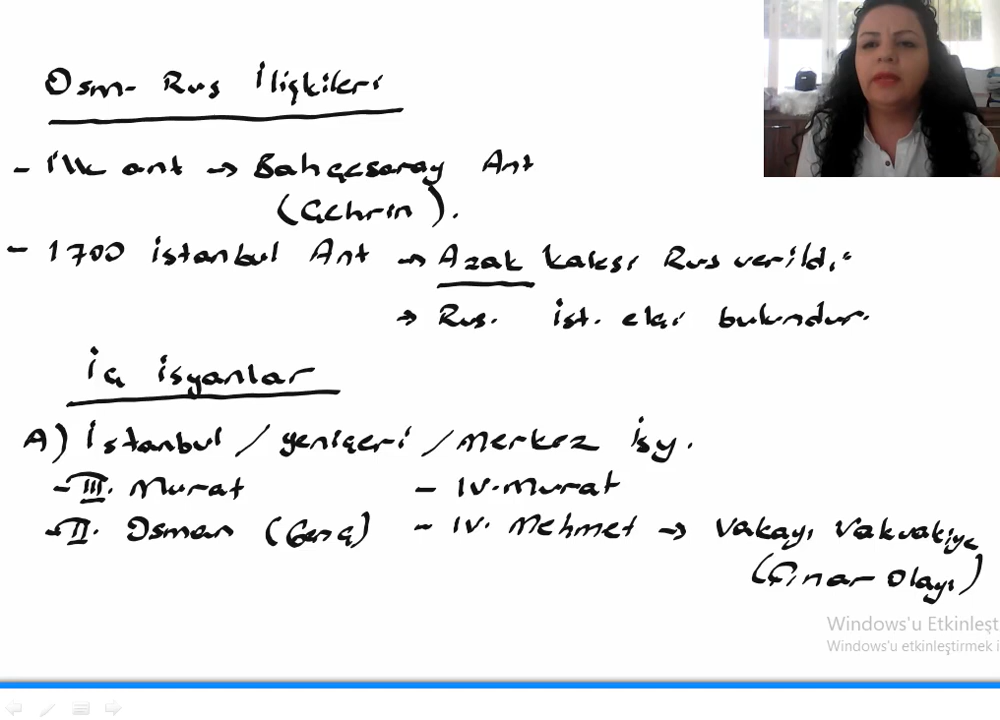 Osm- Rus İlişkileri
- İlk ant → Bahçesaray Ant
(Çehrin).
- 1700 İstanbul Ant → Azak kalesi Rus verildi.
→ Rus. ist. elçi bulundur.
İç isyanlar
A) İstanbul / yeniçeri / merkez isy.
- III. Murat - IV. Murat
- II. Osman (Genç) - IV. Mehmet → Vakayı Vakvakiye
(Çınar Olayı)
Windows'u Etkinleşt
Windows'u etkinleştirmek i